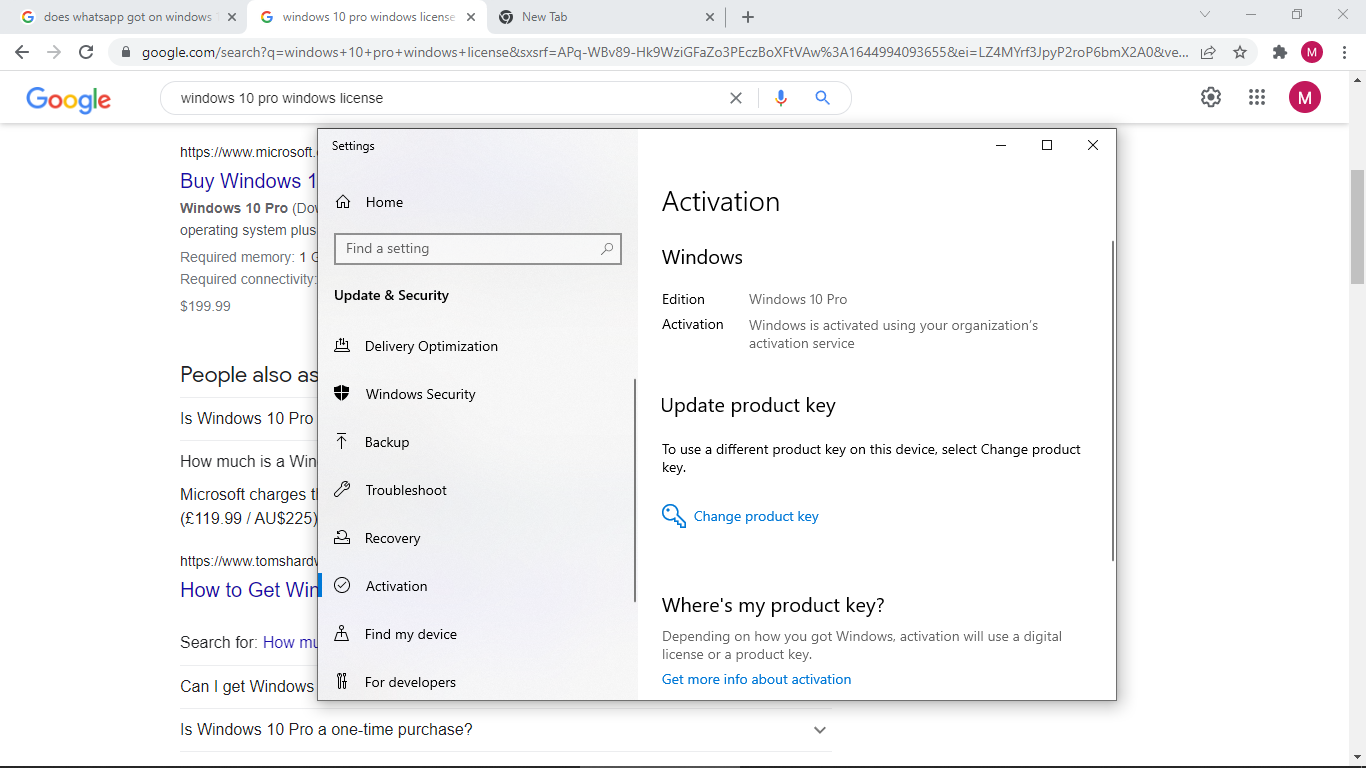 does whatsapp got on windows
windows 10 pro windows license
New Tab
google.com/search?q=windows+10+pro+windows+license&sxsrf=APq-WBv89-Hk9WziGFaZo3PEczBoXFtVAw%3A1644994093655&ei=LZ4MYrf3JpyP2roP6bmX2A0&ve...
M
Google
windows 10 pro windows license
M
https://www.microsoft.
Buy Windows 1
Windows 10 Pro (Dow
operating system plus
Required memory: 1 G
Required connectivity:
$199.99
People also as
Is Windows 10 Pro
How much is a Win
Microsoft charges th
(£119.99 / AU$225)
https://www.tomshardw
How to Get Win
Search for: How mu
Can I get Windows
Is Windows 10 Pro a one-time purchase?
Settings
Home
Find a setting
Update & Security
Delivery Optimization
Windows Security
Backup
Troubleshoot
Recovery
Activation
Find my device
For developers
Activation
Windows
Edition Windows 10 Pro
Activation Windows is activated using your organization's
activation service
Update product key
To use a different product key on this device, select Change product
key.
Change product key
Where's my product key?
Depending on how you got Windows, activation will use a digital
license or a product key.
Get more info about activation